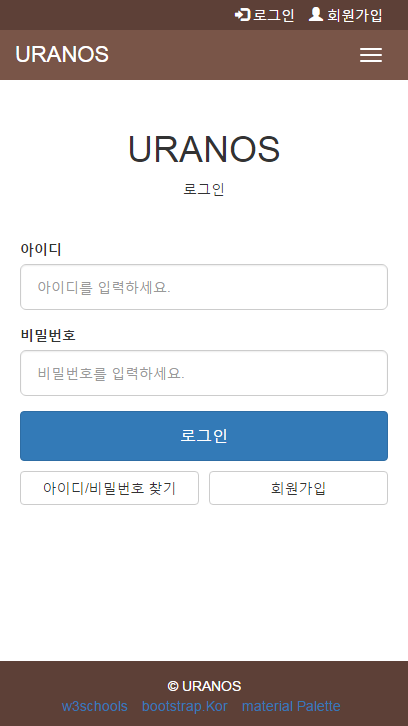 로그인 회원가입
URANOS
URANOS
로그인
아이디
아이디를 입력하세요.
비밀번호
비밀번호를 입력하세요.
로그인
아이디/비밀번호 찾기 회원가입
© URANOS
w3schools bootstrap.Kor material Palette